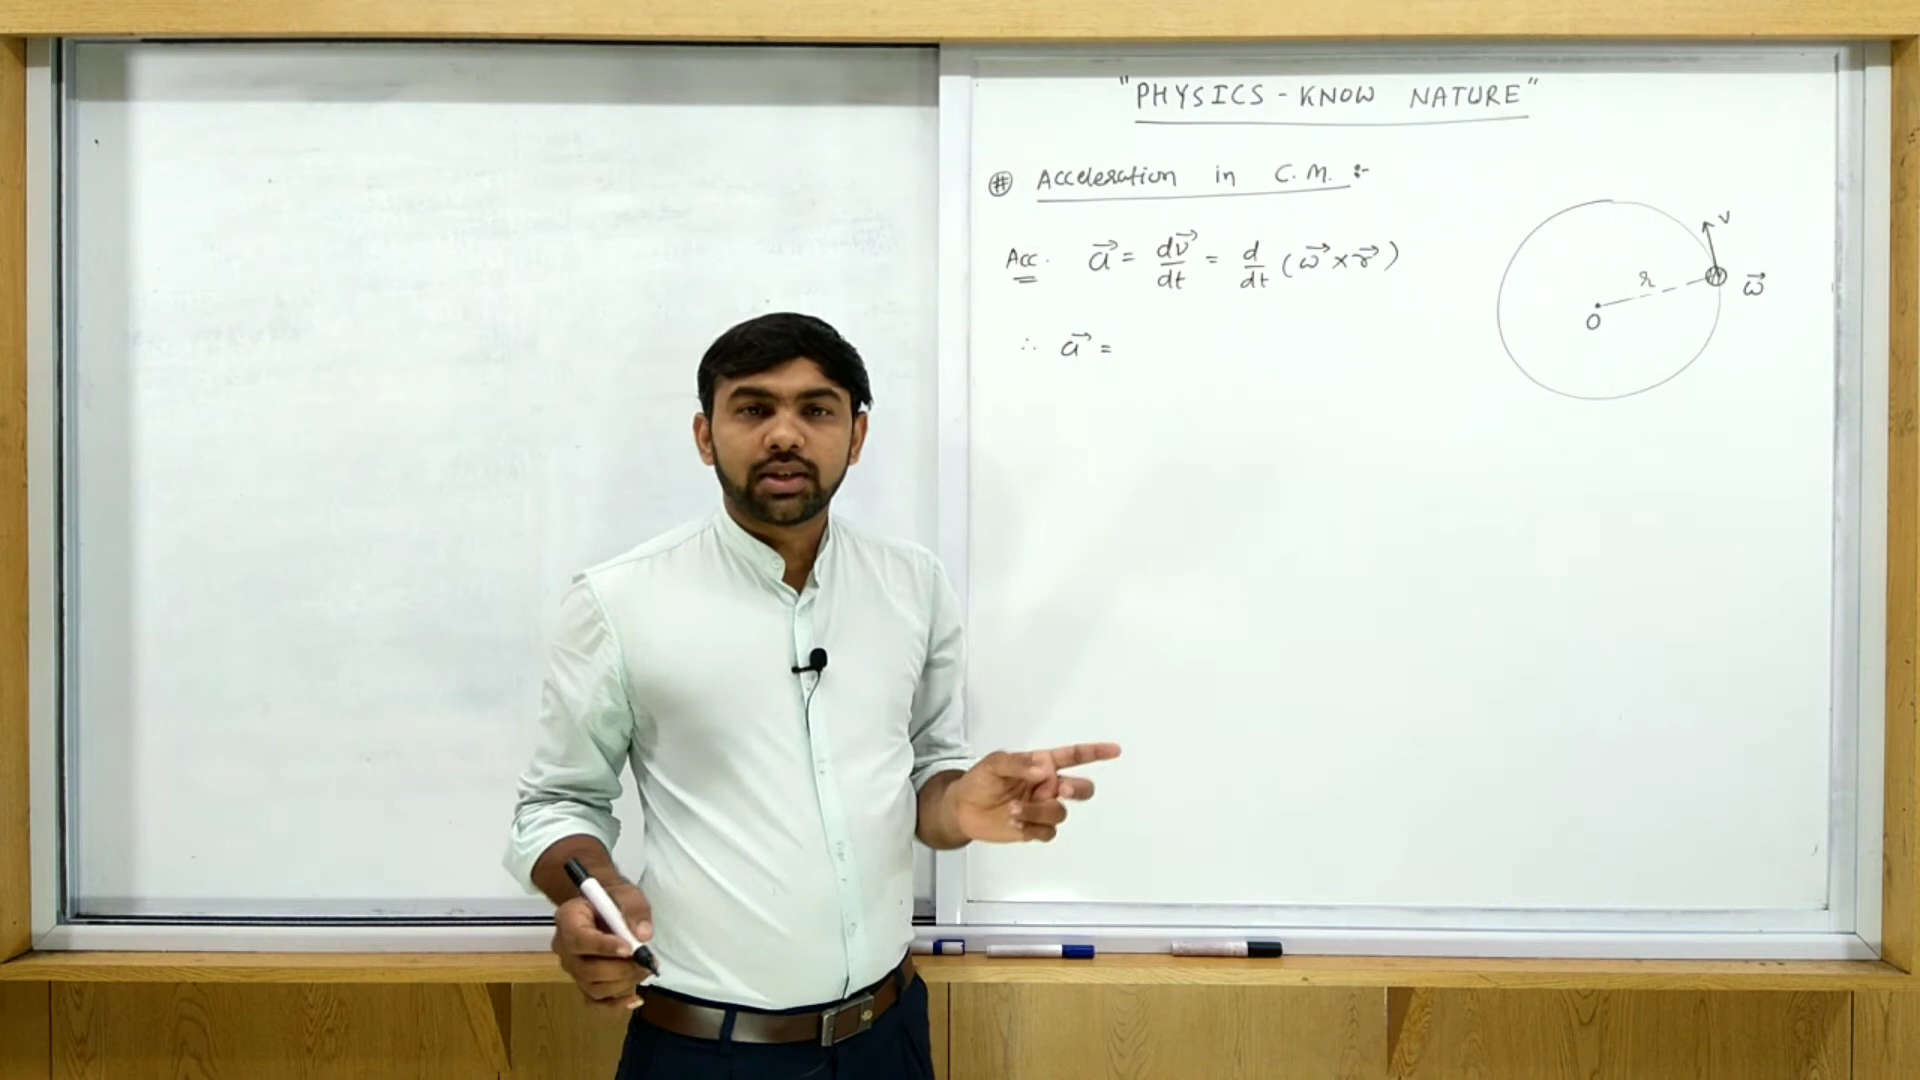 "PHYSICS - KNOW NATURE"
# Acceleration in C.M. :-
Acc. a⃗ = dv⃗/dt = d/dt (ω⃗ × r⃗)
∴ a⃗ =
v
r
ω⃗
O